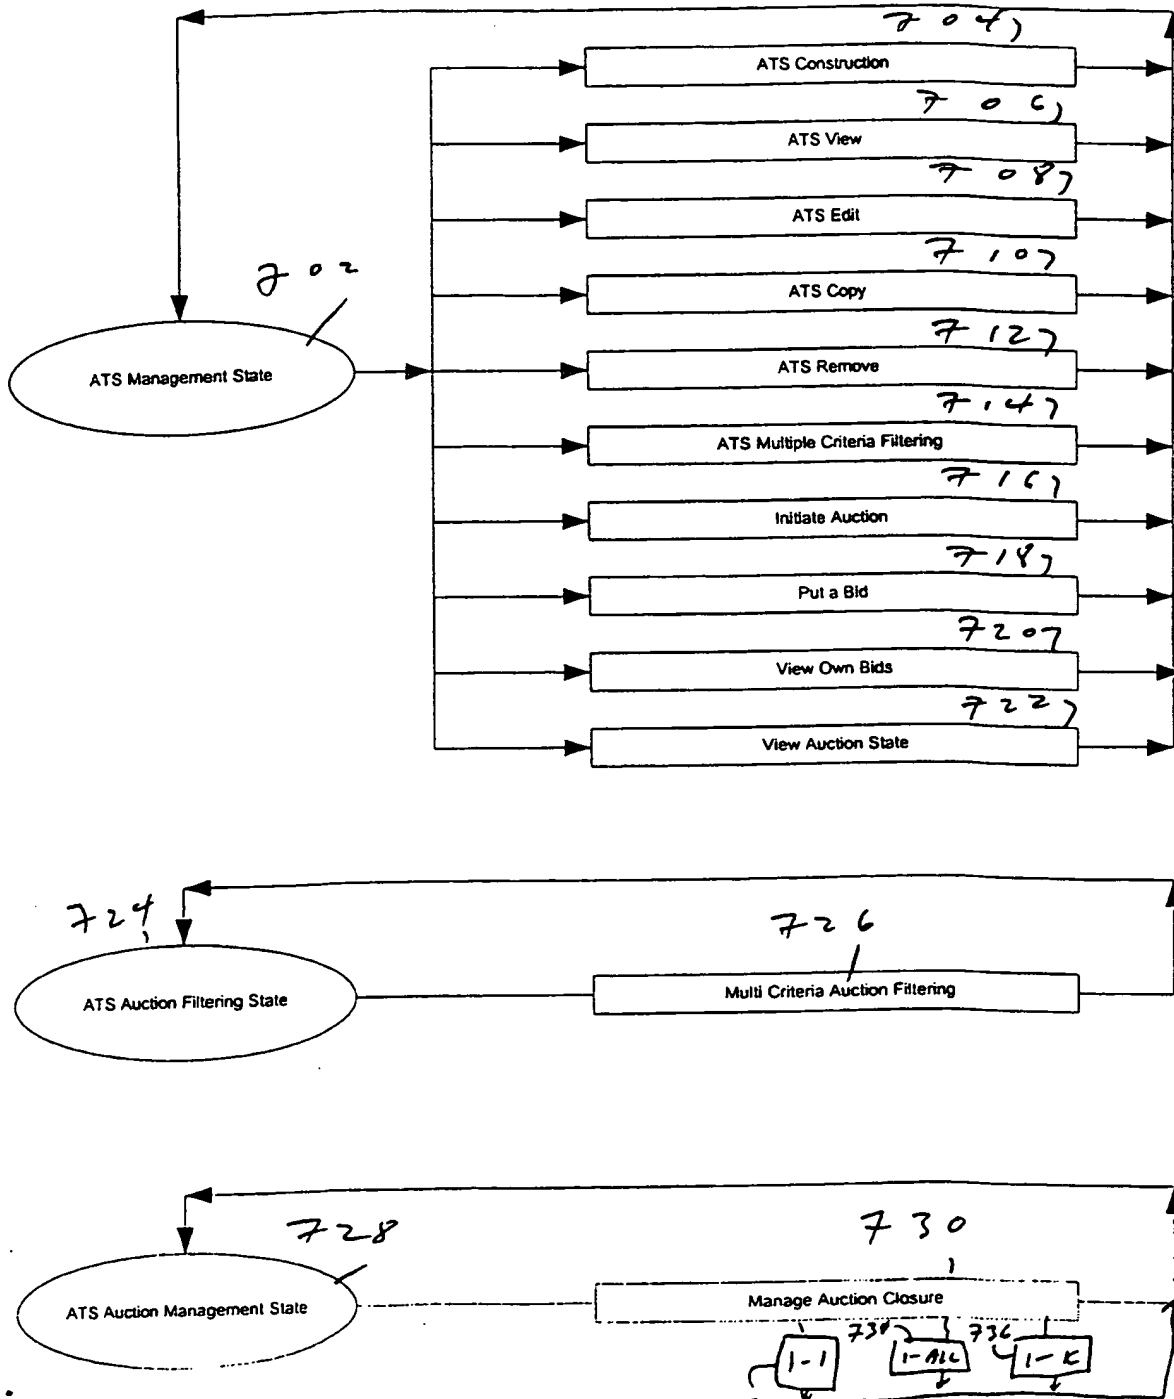 704
ATS Construction
706
ATS View
708
ATS Edit
710
ATS Copy
702
712
ATS Management State
ATS Remove
714
ATS Multiple Criteria Filtering
716
Initiate Auction
718
Put a Bid
720
View Own Bids
722
View Auction State
724
726
ATS Auction Filtering State
Multi Criteria Auction Filtering
728
730
ATS Auction Management State
Manage Auction Closure
734
736
1-1
1-ALL
1-K